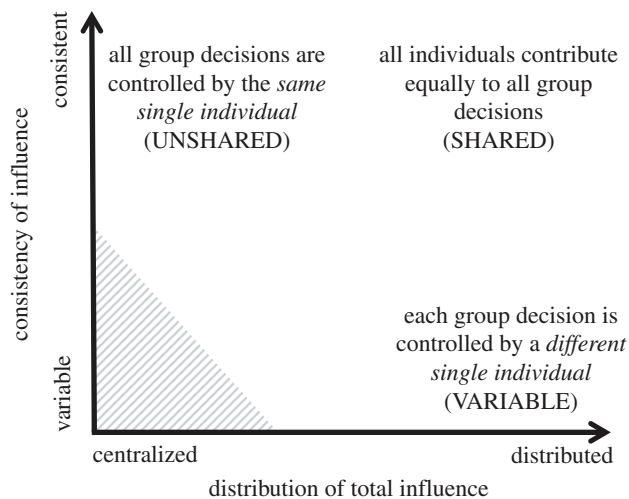 consistent
consistency of influence
variable
all group decisions are
controlled by the same
single individual
(UNSHARED)
all individuals contribute
equally to all group
decisions
(SHARED)
each group decision is
controlled by a different
single individual
(VARIABLE)
centralized
distributed
distribution of total influence